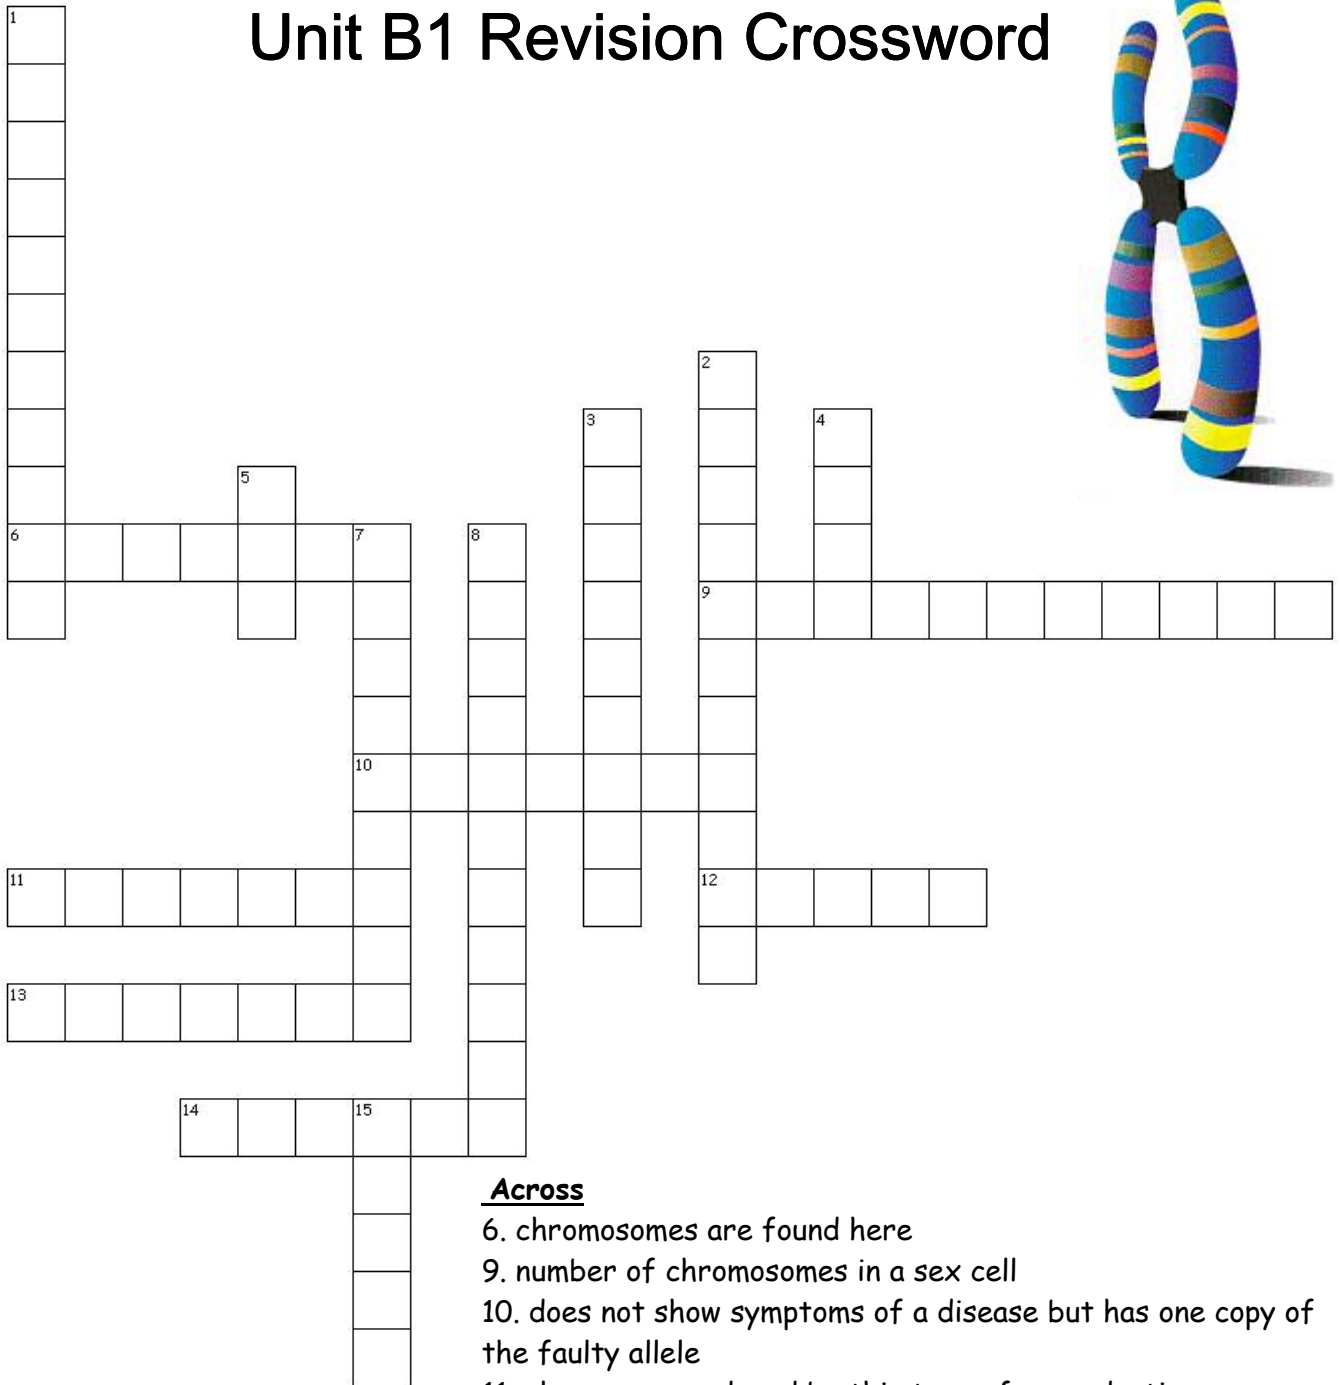 Unit B1 Revision Crossword
1
2
3
4
5
6
7
8
9
10
11
12
13
14
15
Across
6. chromosomes are found here
9. number of chromosomes in a sex cell
10. does not show symptoms of a disease but has one copy of
the faulty allele